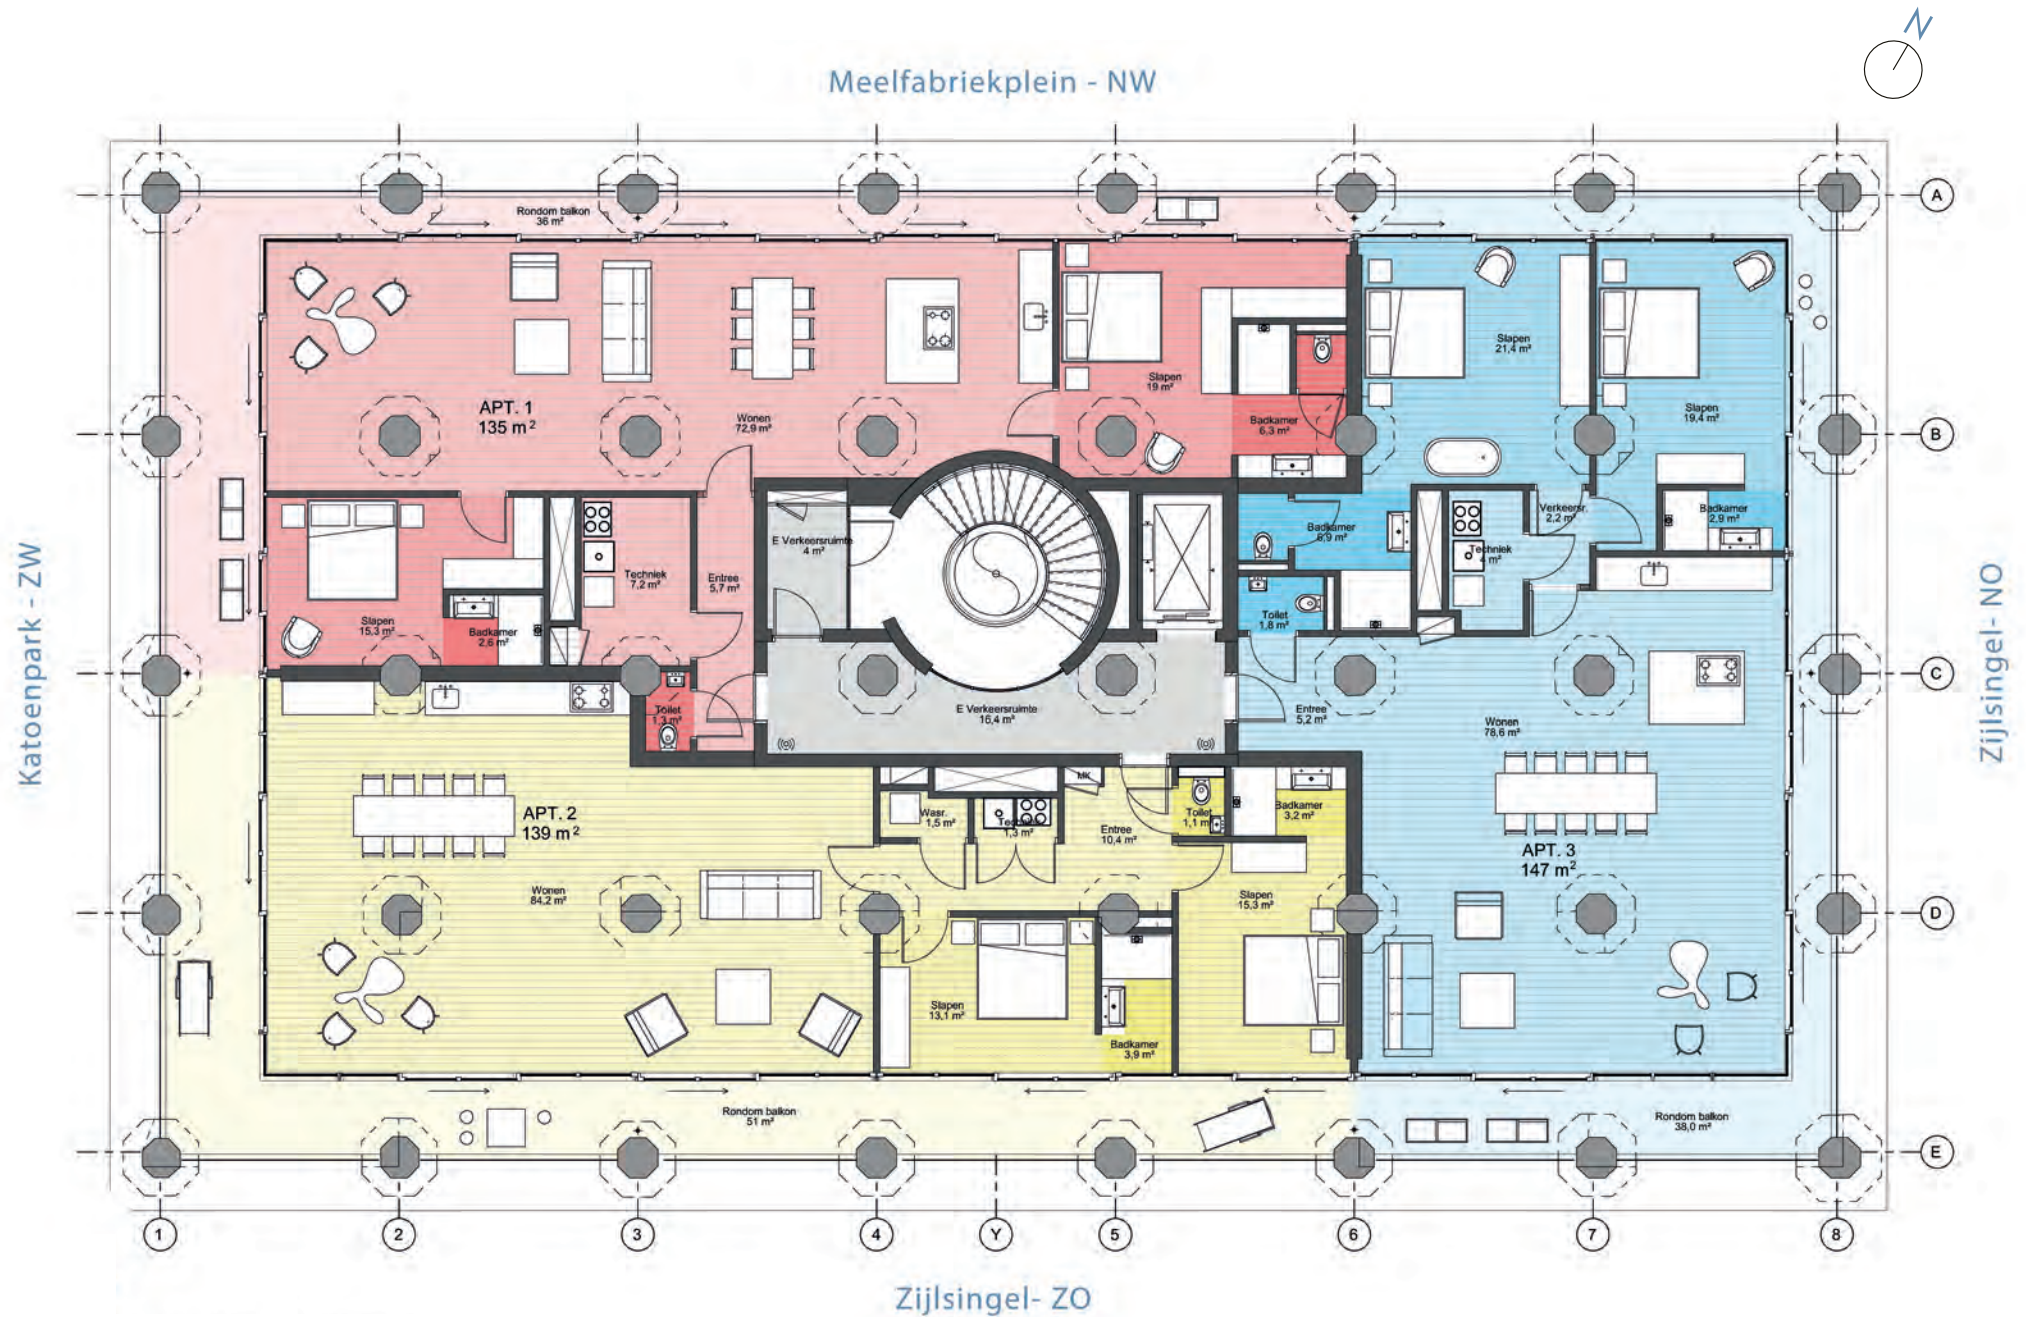 N
Meelfabriekplein - NW
Rondom balkon
36 m²
A
Slapen
21,4 m²
Slapen
19 m²
APT. 1
135 m²
Wonen
72,9 m²
Badkamer
6,3 m²
Slapen
19,4 m²
B
E Verkeersruimte
4 m²
Badkamer
6,9 m²
Verkeersr.
2,2 m²
Badkamer
2,9 m²
Techniek
7,2 m²
Entree
5,7 m²
Techniek
4 m²
Slapen
15,3 m²
Badkamer
2,6 m²
Toilet
1,8 m²
Katoenpark - ZW
Zijlsingel- NO
C
Toilet
1,3 m²
E Verkeersruimte
16,4 m²
Entree
5,2 m²
Wonen
78,6 m²
MK
APT. 2
139 m²
Wasr.
1,5 m²
Techniek
1,3 m²
Entree
10,4 m²
Toilet
1,1 m
Badkamer
3,2 m²
APT. 3
147 m²
Wonen
84,2 m²
Slapen
15,3 m²
D
Slapen
13,1 m²
Badkamer
3,9 m²
Rondom balkon
51 m²
Rondom balkon
38,0 m²
E
1 2 3 4 Y 5 6 7 8
Zijlsingel- ZO